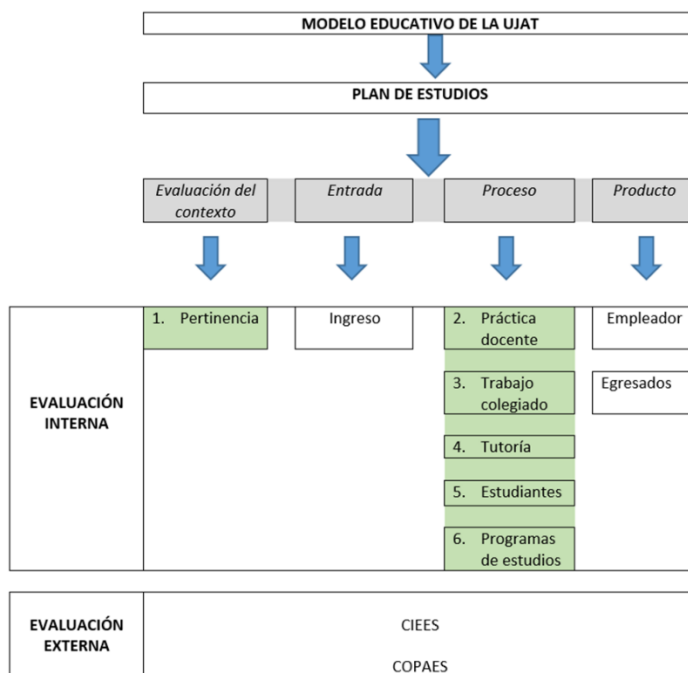 MODELO EDUCATIVO DE LA UJAT
PLAN DE ESTUDIOS
Evaluación del
contexto
Entrada
Proceso
Producto
EVALUACIÓN
INTERNA
1. Pertinencia
Ingreso
2. Práctica
docente
3. Trabajo
colegiado
4. Tutoría
5. Estudiantes
6. Programas
de estudios
Empleador
Egresados
EVALUACIÓN
EXTERNA
CIEES
COPAES